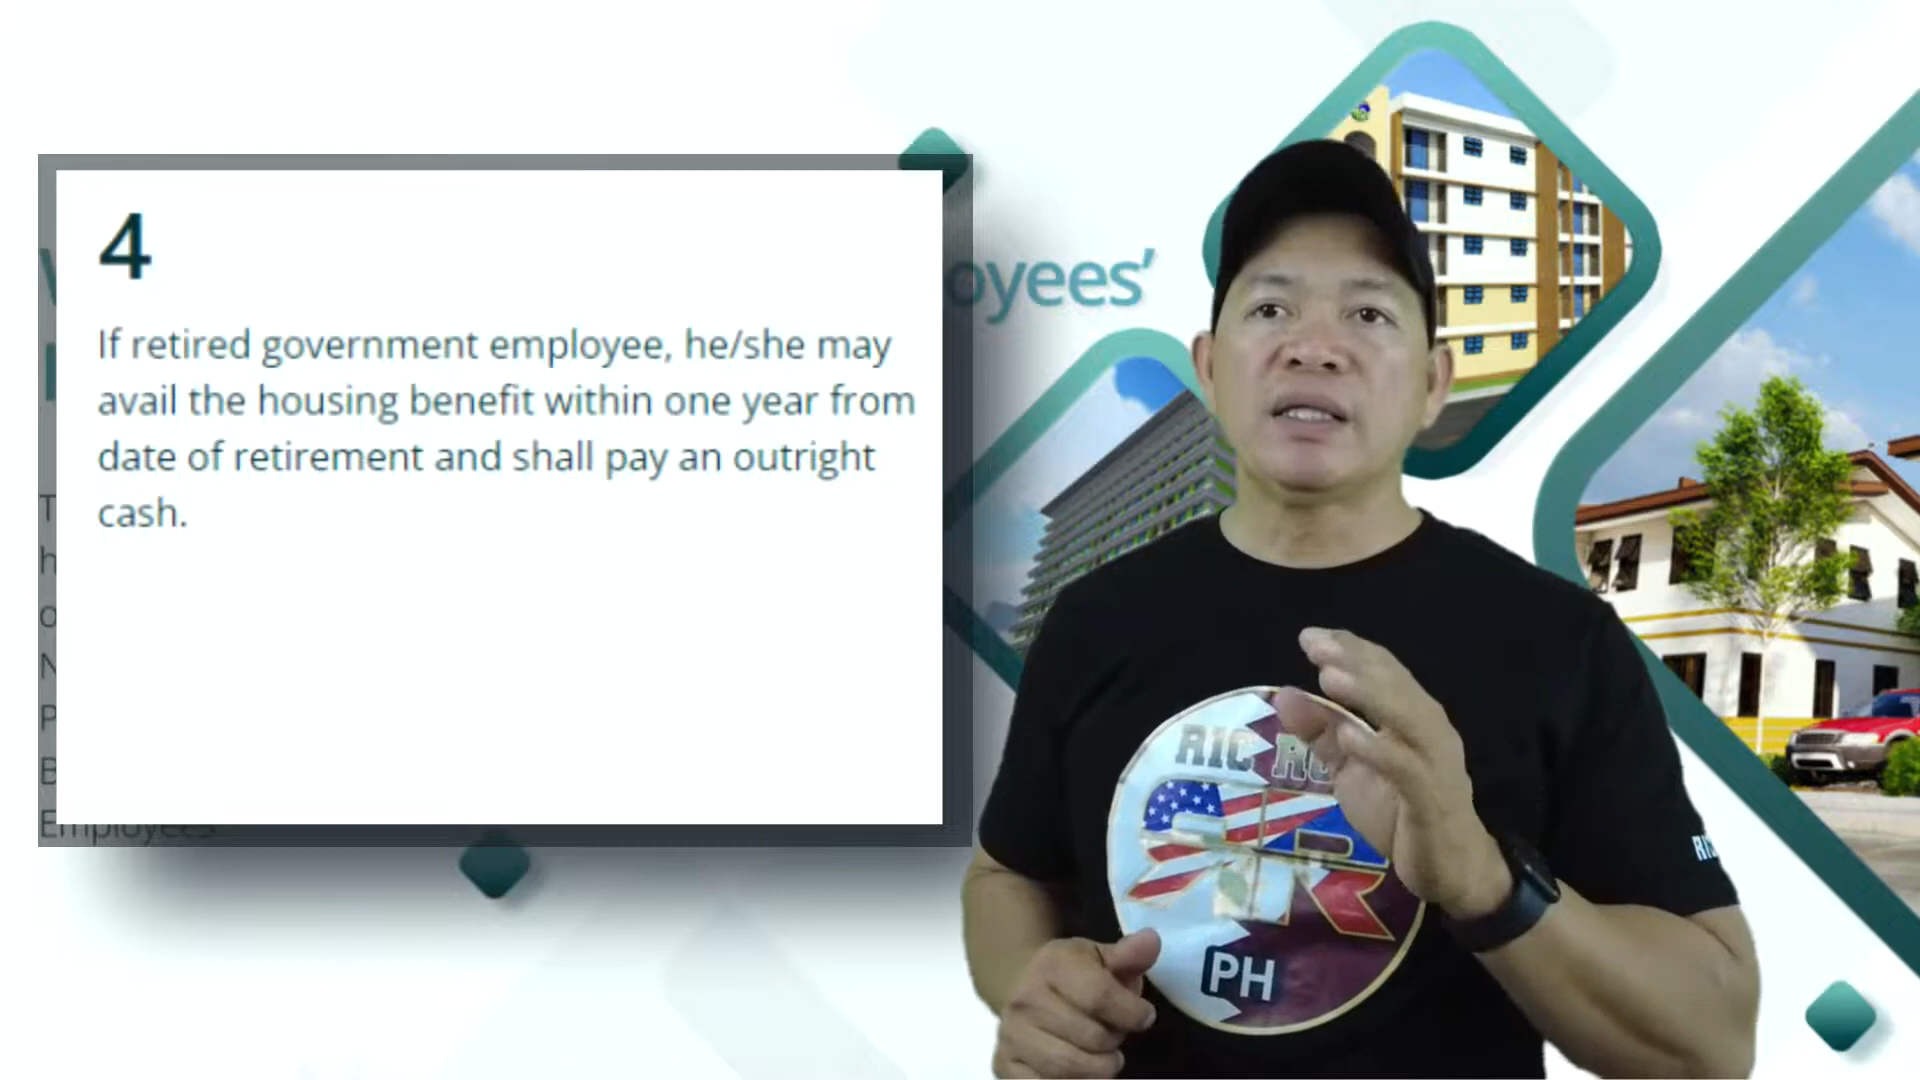 4
If retired government employee, he/she may
avail the housing benefit within one year from
date of retirement and shall pay an outright
cash.
oyees’
Employees
RIC
PH